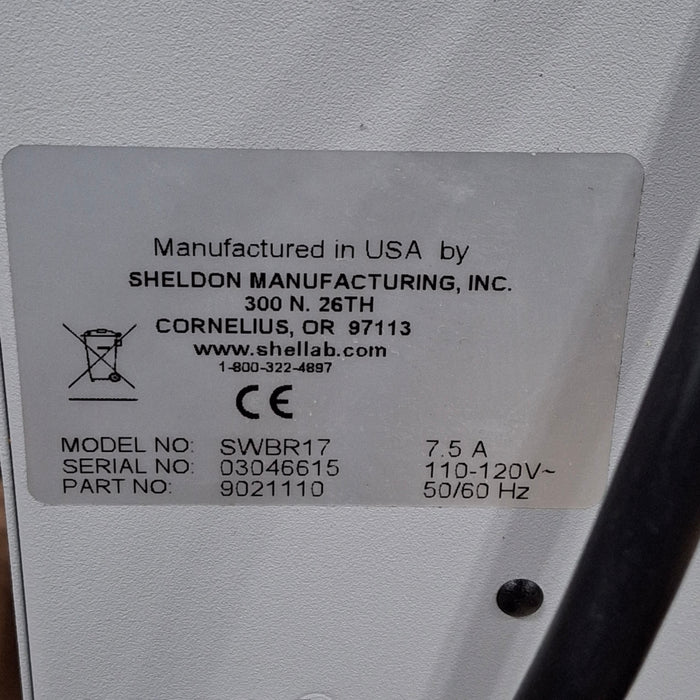 Manufactured in USA by
SHELDON MANUFACTURING, INC.
300 N. 26TH
CORNELIUS, OR 97113
www.shellab.com
1-800-322-4897
CE
MODEL NO: SWBR17 7.5 A
SERIAL NO: 03046615 110-120V~
PART NO: 9021110 50/60 Hz